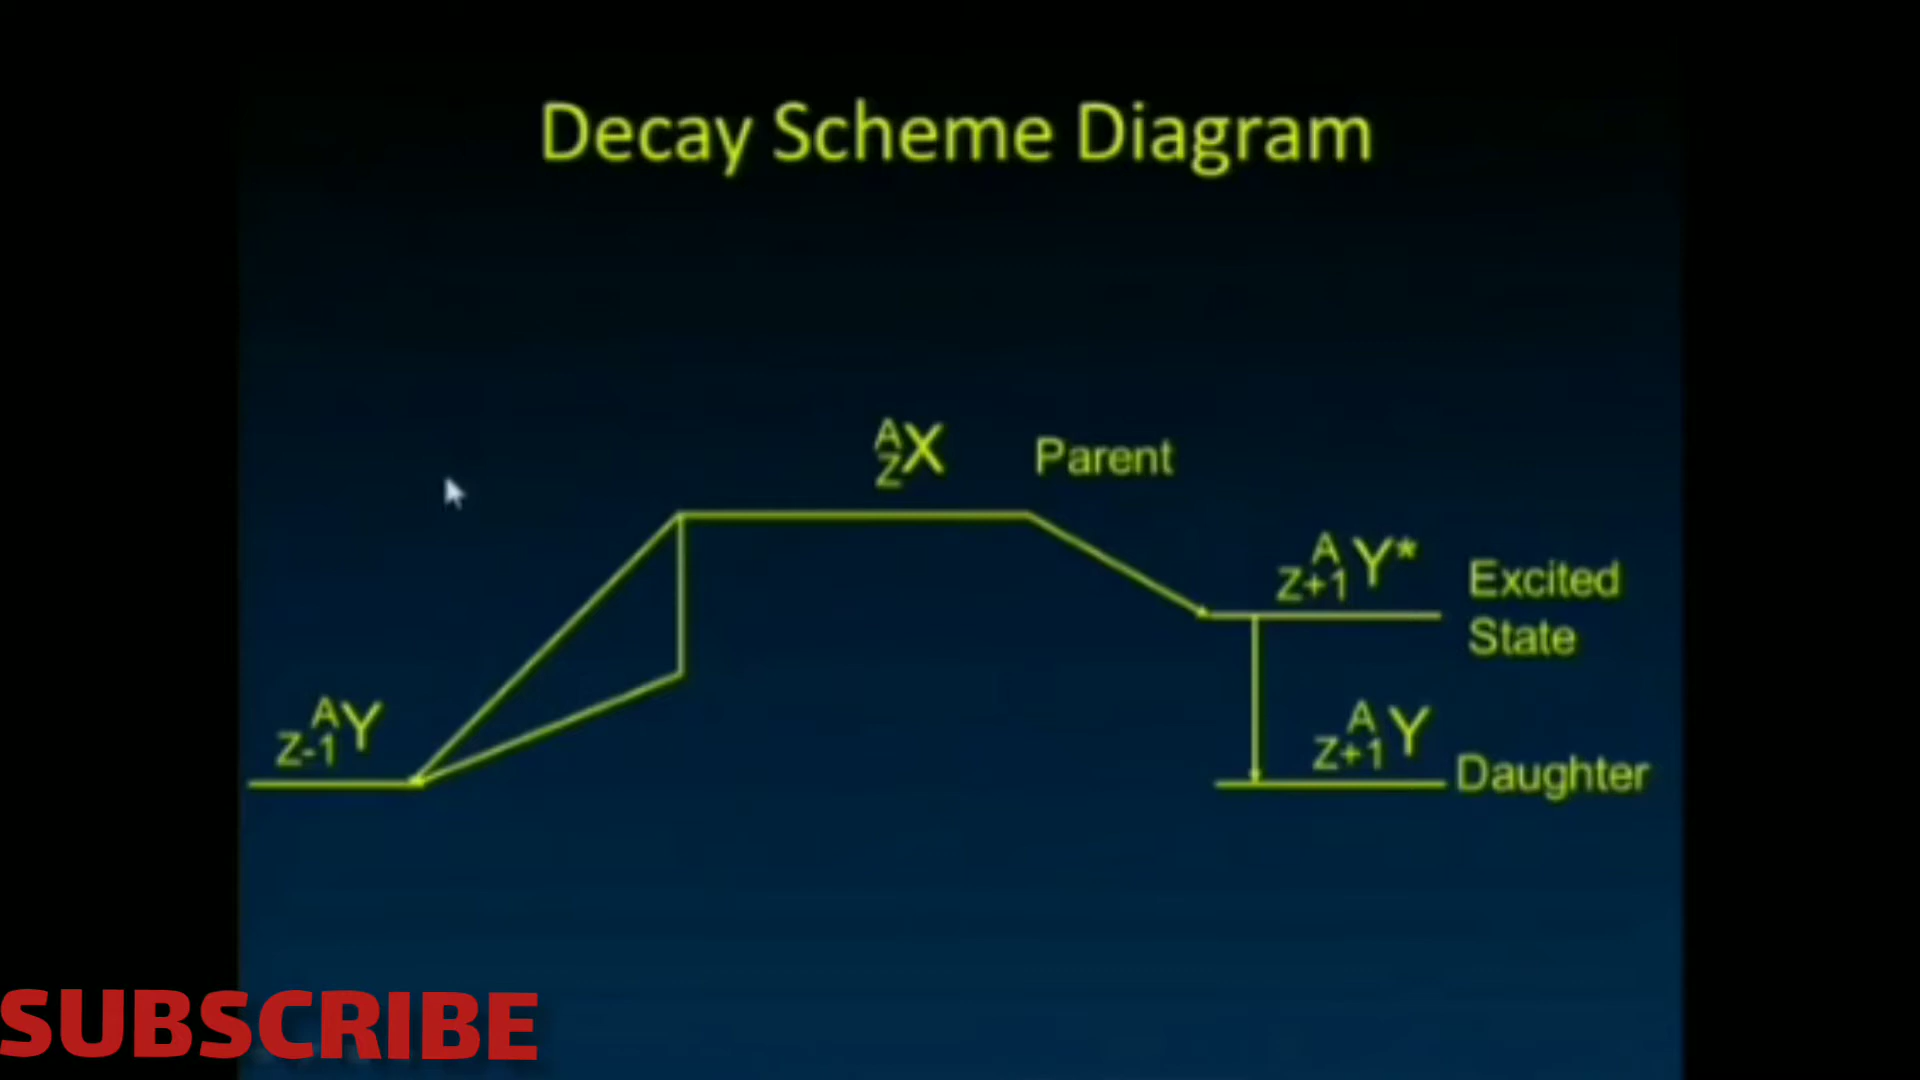 Decay Scheme Diagram
A
Z X Parent
A
Z+1 Y* Excited
State
A
Z-1 Y
A
Z+1 Y Daughter
SUBSCRIBE